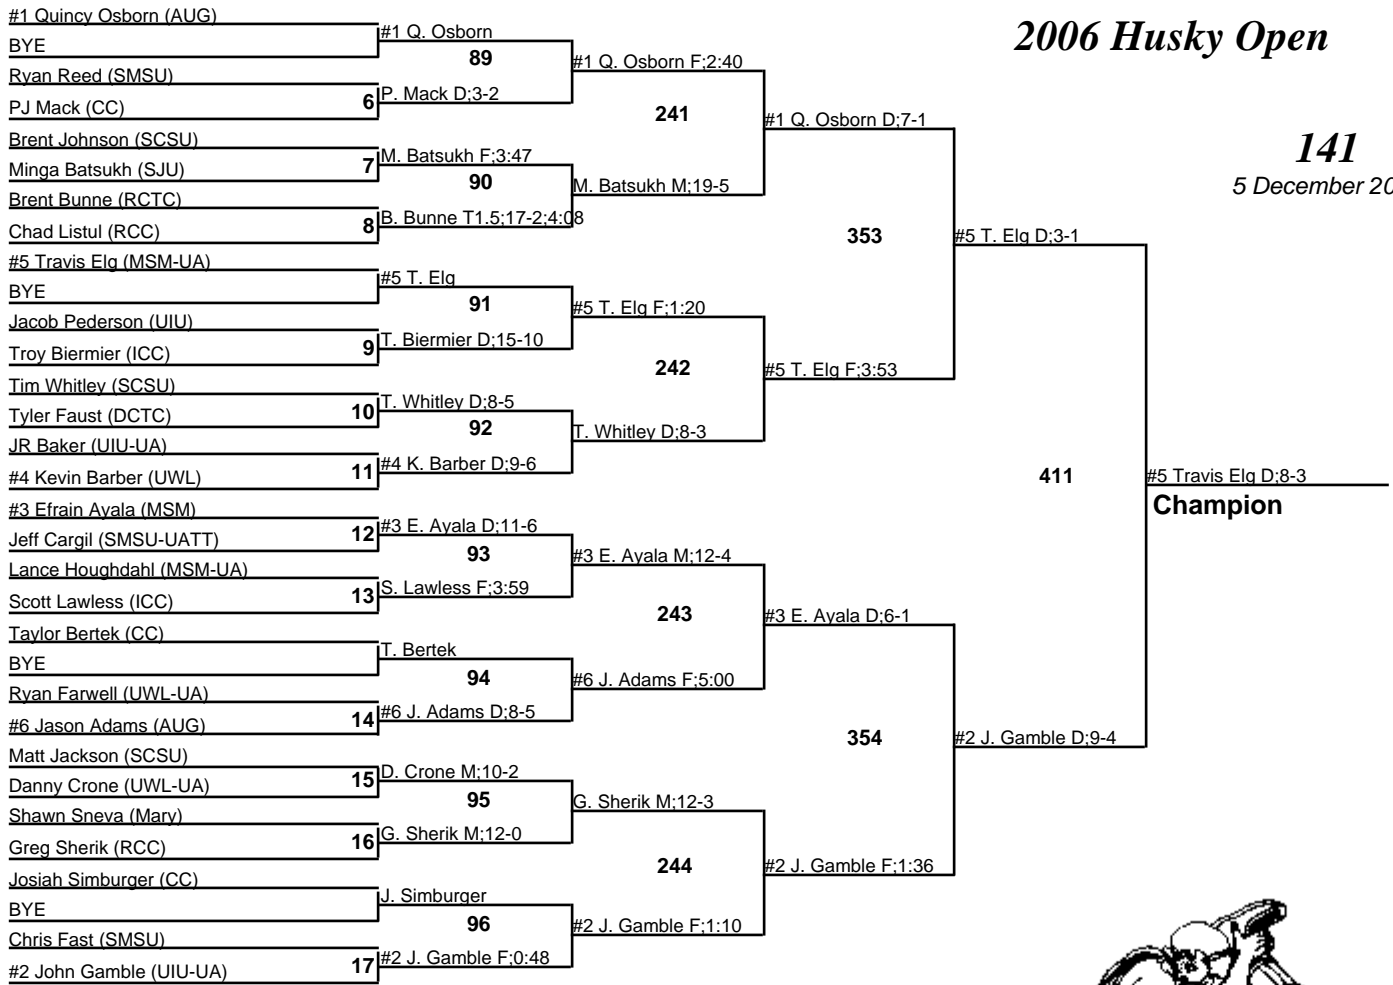 2006 Husky Open
141
5 December 20
#1 Quincy Osborn (AUG)
BYE
Ryan Reed (SMSU)
PJ Mack (CC)
Brent Johnson (SCSU)
Minga Batsukh (SJU)
Brent Bunne (RCTC)
Chad Listul (RCC)
#5 Travis Elg (MSM-UA)
BYE
Jacob Pederson (UIU)
Troy Biermier (ICC)
Tim Whitley (SCSU)
Tyler Faust (DCTC)
JR Baker (UIU-UA)
#4 Kevin Barber (UWL)
#3 Efrain Ayala (MSM)
Jeff Cargil (SMSU-UATT)
Lance Houghdahl (MSM-UA)
Scott Lawless (ICC)
Taylor Bertek (CC)
BYE
Ryan Farwell (UWL-UA)
#6 Jason Adams (AUG)
Matt Jackson (SCSU)
Danny Crone (UWL-UA)
Shawn Sneva (Mary)
Greg Sherik (RCC)
Josiah Simburger (CC)
BYE
Chris Fast (SMSU)
#2 John Gamble (UIU-UA)
6
7
8
9
10
11
12
13
14
15
16
17
#1 Q. Osborn
89
P. Mack D;3-2
M. Batsukh F;3:47
90
B. Bunne T1.5;17-2;4:08
#5 T. Elg
91
T. Biermier D;15-10
T. Whitley D;8-5
92
#4 K. Barber D;9-6
#3 E. Ayala D;11-6
93
S. Lawless F;3:59
T. Bertek
94
#6 J. Adams D;8-5
D. Crone M;10-2
95
G. Sherik M;12-0
J. Simburger
96
#2 J. Gamble F;0:48
#1 Q. Osborn F;2:40
241
M. Batsukh M;19-5
#5 T. Elg F;1:20
242
T. Whitley D;8-3
#3 E. Ayala M;12-4
243
#6 J. Adams F;5:00
G. Sherik M;12-3
244
#2 J. Gamble F;1:10
#1 Q. Osborn D;7-1
353
#5 T. Elg F;3:53
#3 E. Ayala D;6-1
354
#2 J. Gamble F;1:36
#5 T. Elg D;3-1
411
#2 J. Gamble D;9-4
#5 Travis Elg D;8-3
Champion